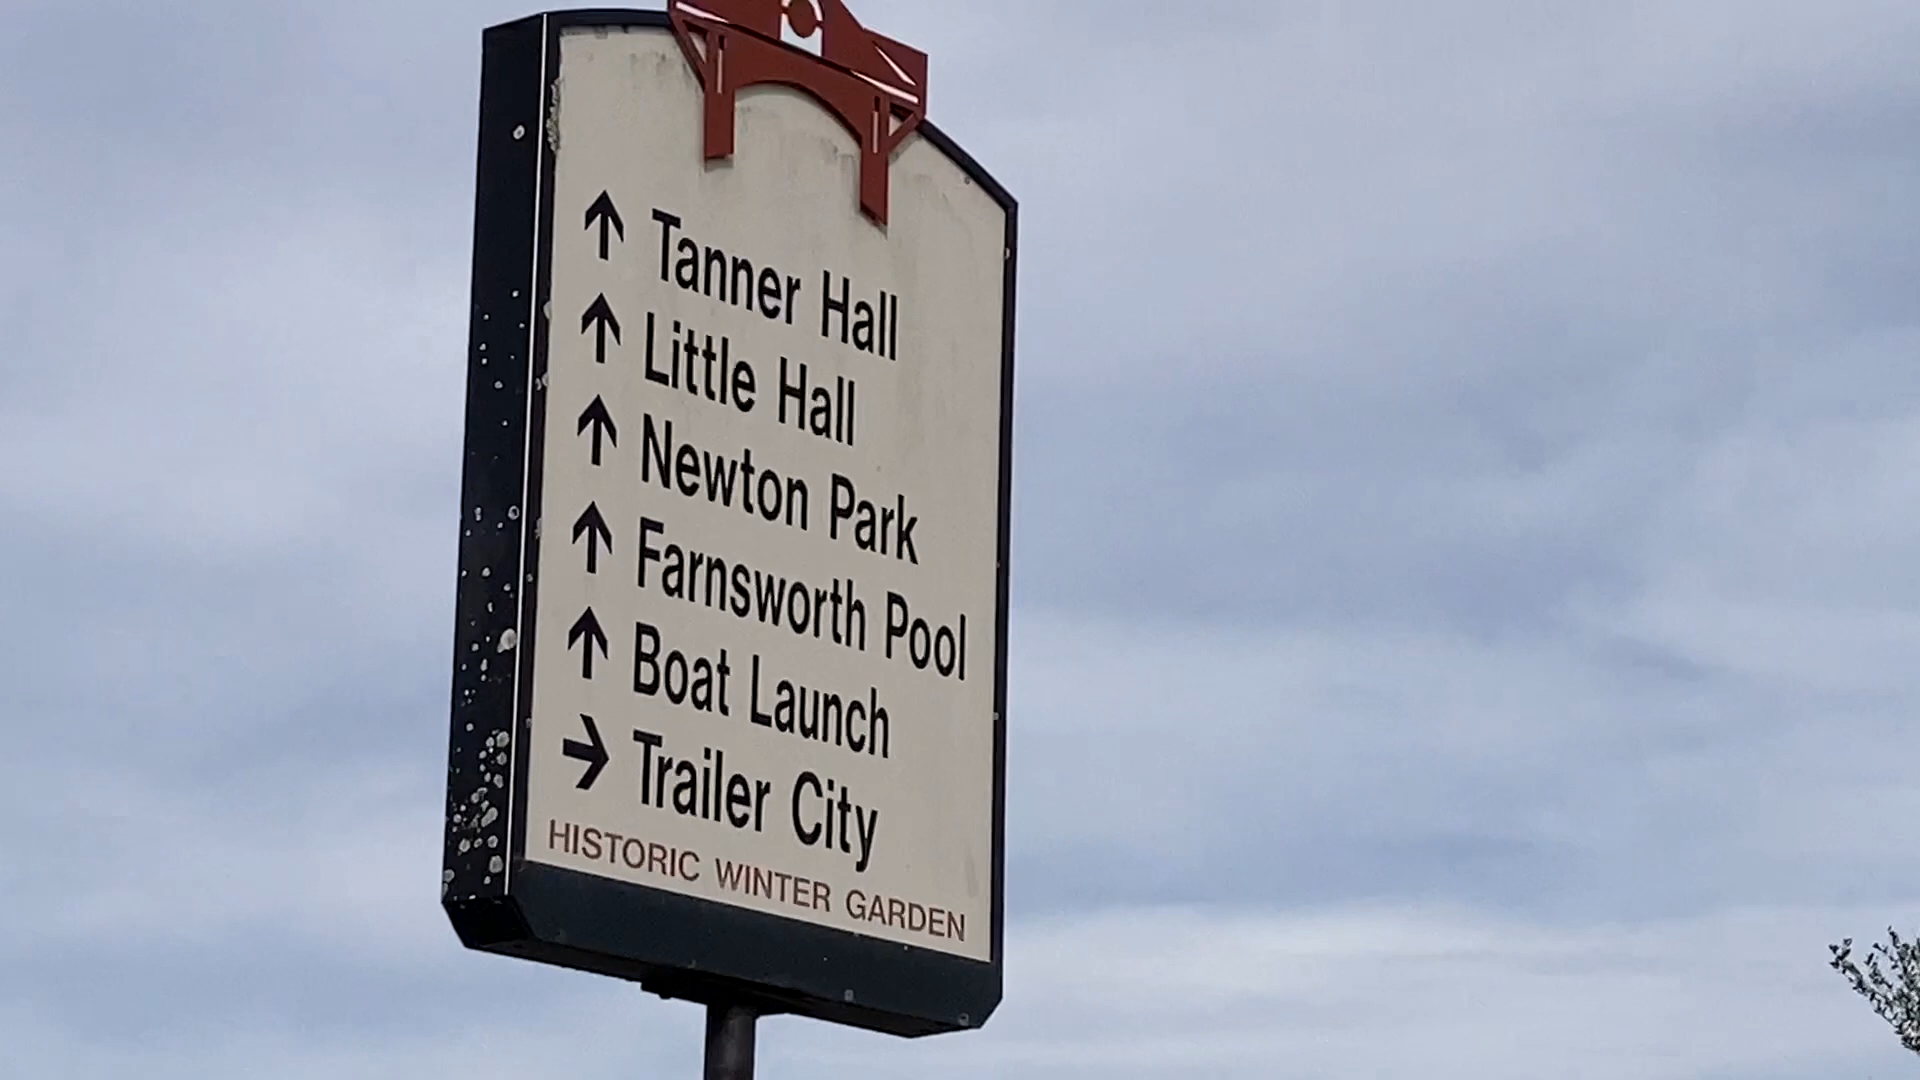 ↑ Tanner Hall
↑ Little Hall
↑ Newton Park
↑ Farnsworth Pool
↑ Boat Launch
→ Trailer City
HISTORIC WINTER GARDEN